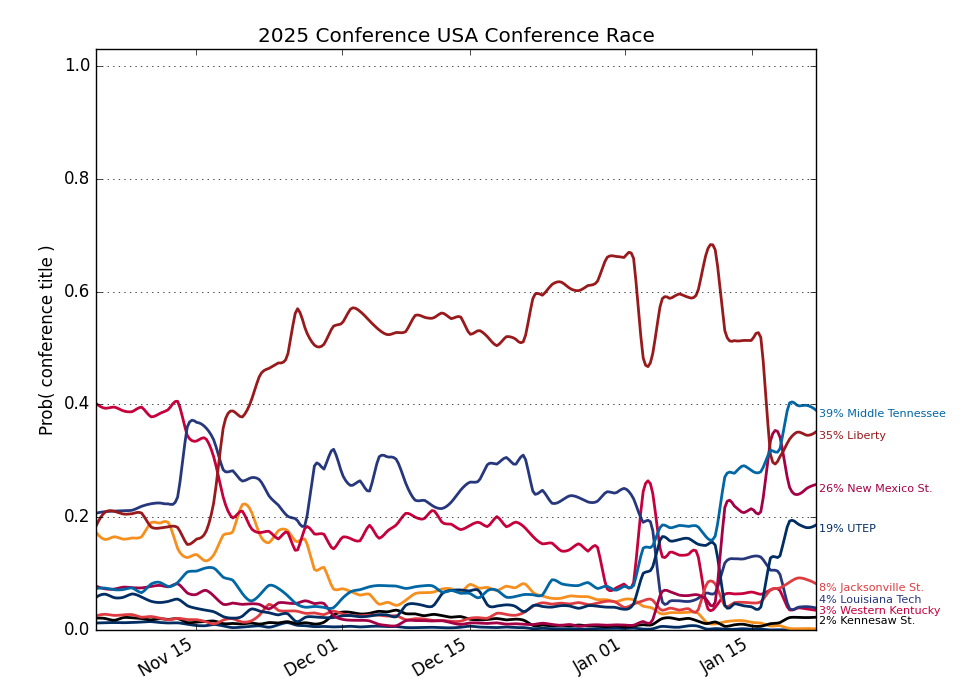 2025 Conference USA Conference Race
Prob( conference title )
1.0
0.8
0.6
0.4
0.2
0.0
Nov 15
Dec 01
Dec 15
Jan 01
Jan 15
39% Middle Tennessee
35% Liberty
26% New Mexico St.
19% UTEP
8% Jacksonville St.
4% Louisiana Tech
3% Western Kentucky
2% Kennesaw St.